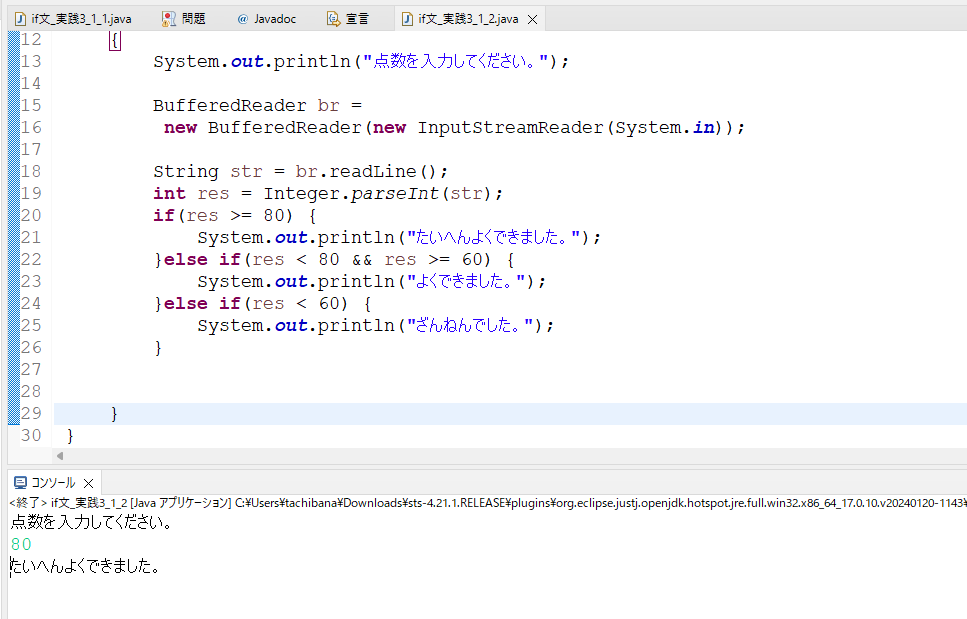 if文_実践3_1_1.java 問題 @ Javadoc 宣言 if文_実践3_1_2.java
12 {
13 System.out.println("点数を入力してください。");
14
15 BufferedReader br =
16 new BufferedReader(new InputStreamReader(System.in));
17
18 String str = br.readLine();
19 int res = Integer.parseInt(str);
20 if(res >= 80) {
21 System.out.println("たいへんよくできました。");
22 }else if(res < 80 && res >= 60) {
23 System.out.println("よくできました。");
24 }else if(res < 60) {
25 System.out.println("ざんねんでした。");
26 }
27
28
29 }
30 }
コンソール
<終了> if文_実践3_1_2 [Java アプリケーション] C:¥Users¥tachibana¥Downloads¥sts-4.21.1.RELEASE¥plugins¥org.eclipse.justj.openjdk.hotspot.jre.full.win32.x86_64_17.0.10.v20240120-1143¥
点数を入力してください。
80
たいへんよくできました。